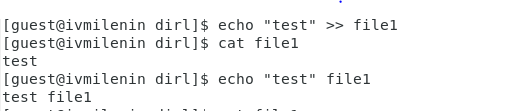 [guest@ivmilenin dirl]$ echo "test" >> file1
[guest@ivmilenin dirl]$ cat file1
test
[guest@ivmilenin dirl]$ echo "test" file1
test file1